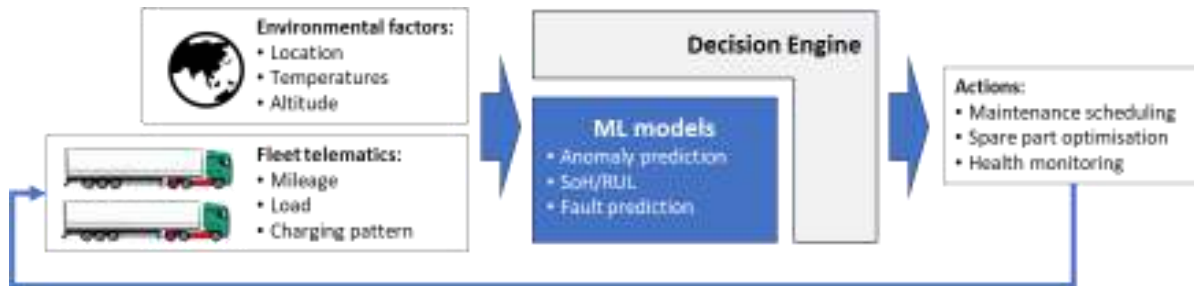 Environmental factors:
• Location
• Temperatures
• Altitude
Fleet telematics:
• Mileage
• Load
• Charging pattern
Decision Engine
ML models
• Anomaly prediction
• SoH/RUL
• Fault prediction
Actions:
• Maintenance scheduling
• Spare part optimisation
• Health monitoring